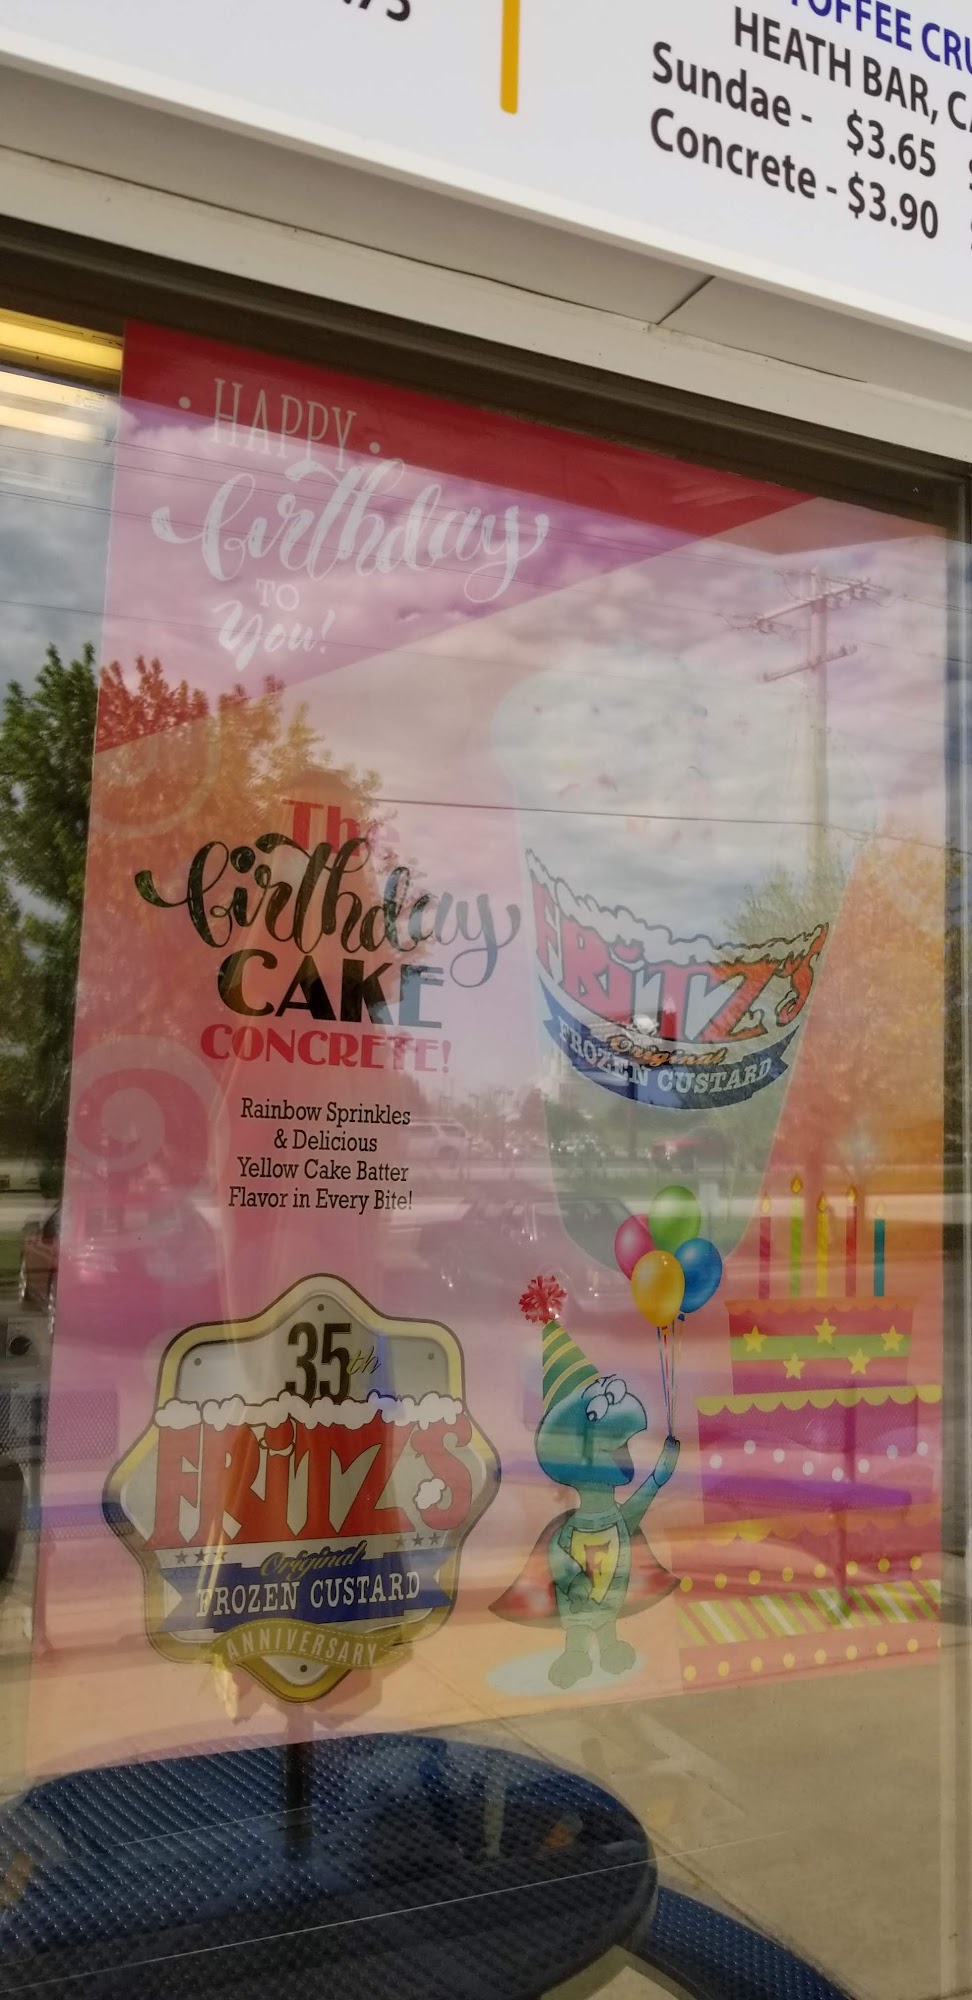 HEATH BAR,
Sundae - $3.65
Concrete - $3.90
• HAPPY •
birthday
TO
You!
The
birthday
CAKE
CONCRETE!
Rainbow Sprinkles
& Delicious
Yellow Cake Batter
Flavor in Every Bite!
FRiTZ'S
Original
FROZEN CUSTARD
35th
FRiTZ'S
Original
FROZEN CUSTARD
ANNIVERSARY
F